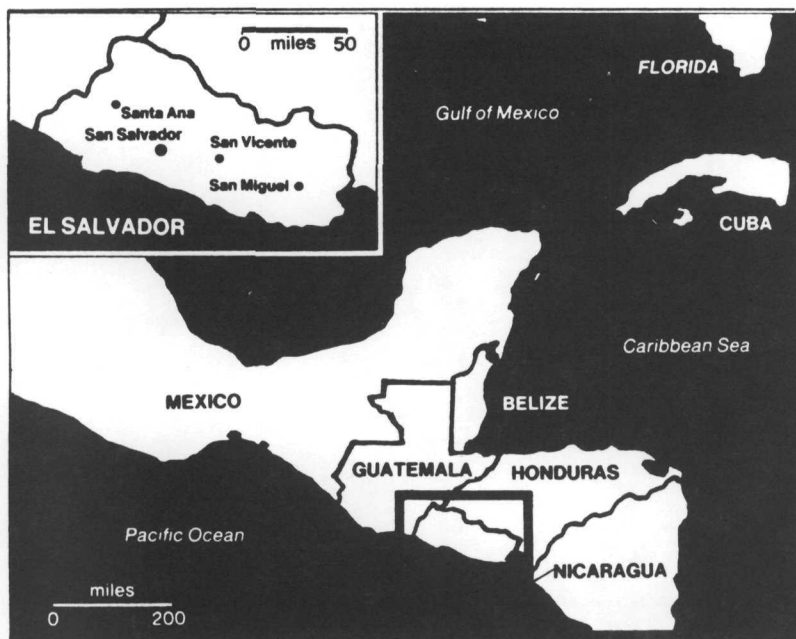 0 miles 50
Santa Ana
San Salvador
San Vicente
San Miguel
EL SALVADOR
FLORIDA
Gulf of Mexico
CUBA
Caribbean Sea
MEXICO
BELIZE
GUATEMALA
HONDURAS
Pacific Ocean
NICARAGUA
miles
0 200